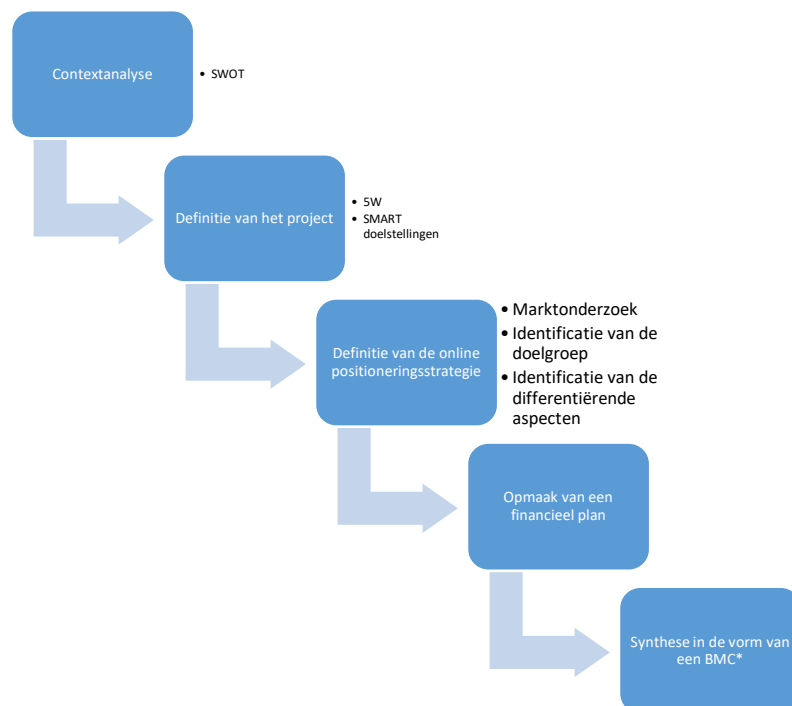 Contextanalyse
• SWOT
Definitie van het project
• 5W
• SMART
doelstellingen
Definitie van de online
positioneringsstrategie
• Marktonderzoek
• Identificatie van de
doelgroep
• Identificatie van de
differentiërende
aspecten
Opmaak van een
financieel plan
Synthese in de vorm van
een BMC*